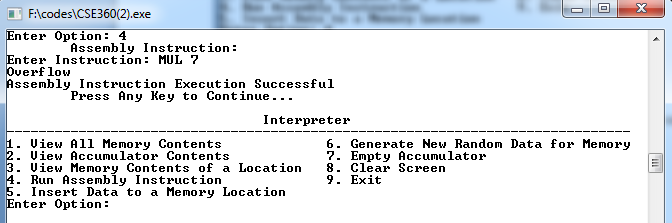 F:\codes\CSE360(2).exe
Enter Option: 4
Assembly Instruction:
Enter Instruction: MUL 7
Overflow
Assembly Instruction Execution Successful
Press Any Key to Continue...
Interpreter
1. View All Memory Contents 6. Generate New Random Data for Memory
2. View Accumulator Contents 7. Empty Accumulator
3. View Memory Contents of a Location 8. Clear Screen
4. Run Assembly Instruction 9. Exit
5. Insert Data to a Memory Location
Enter Option: